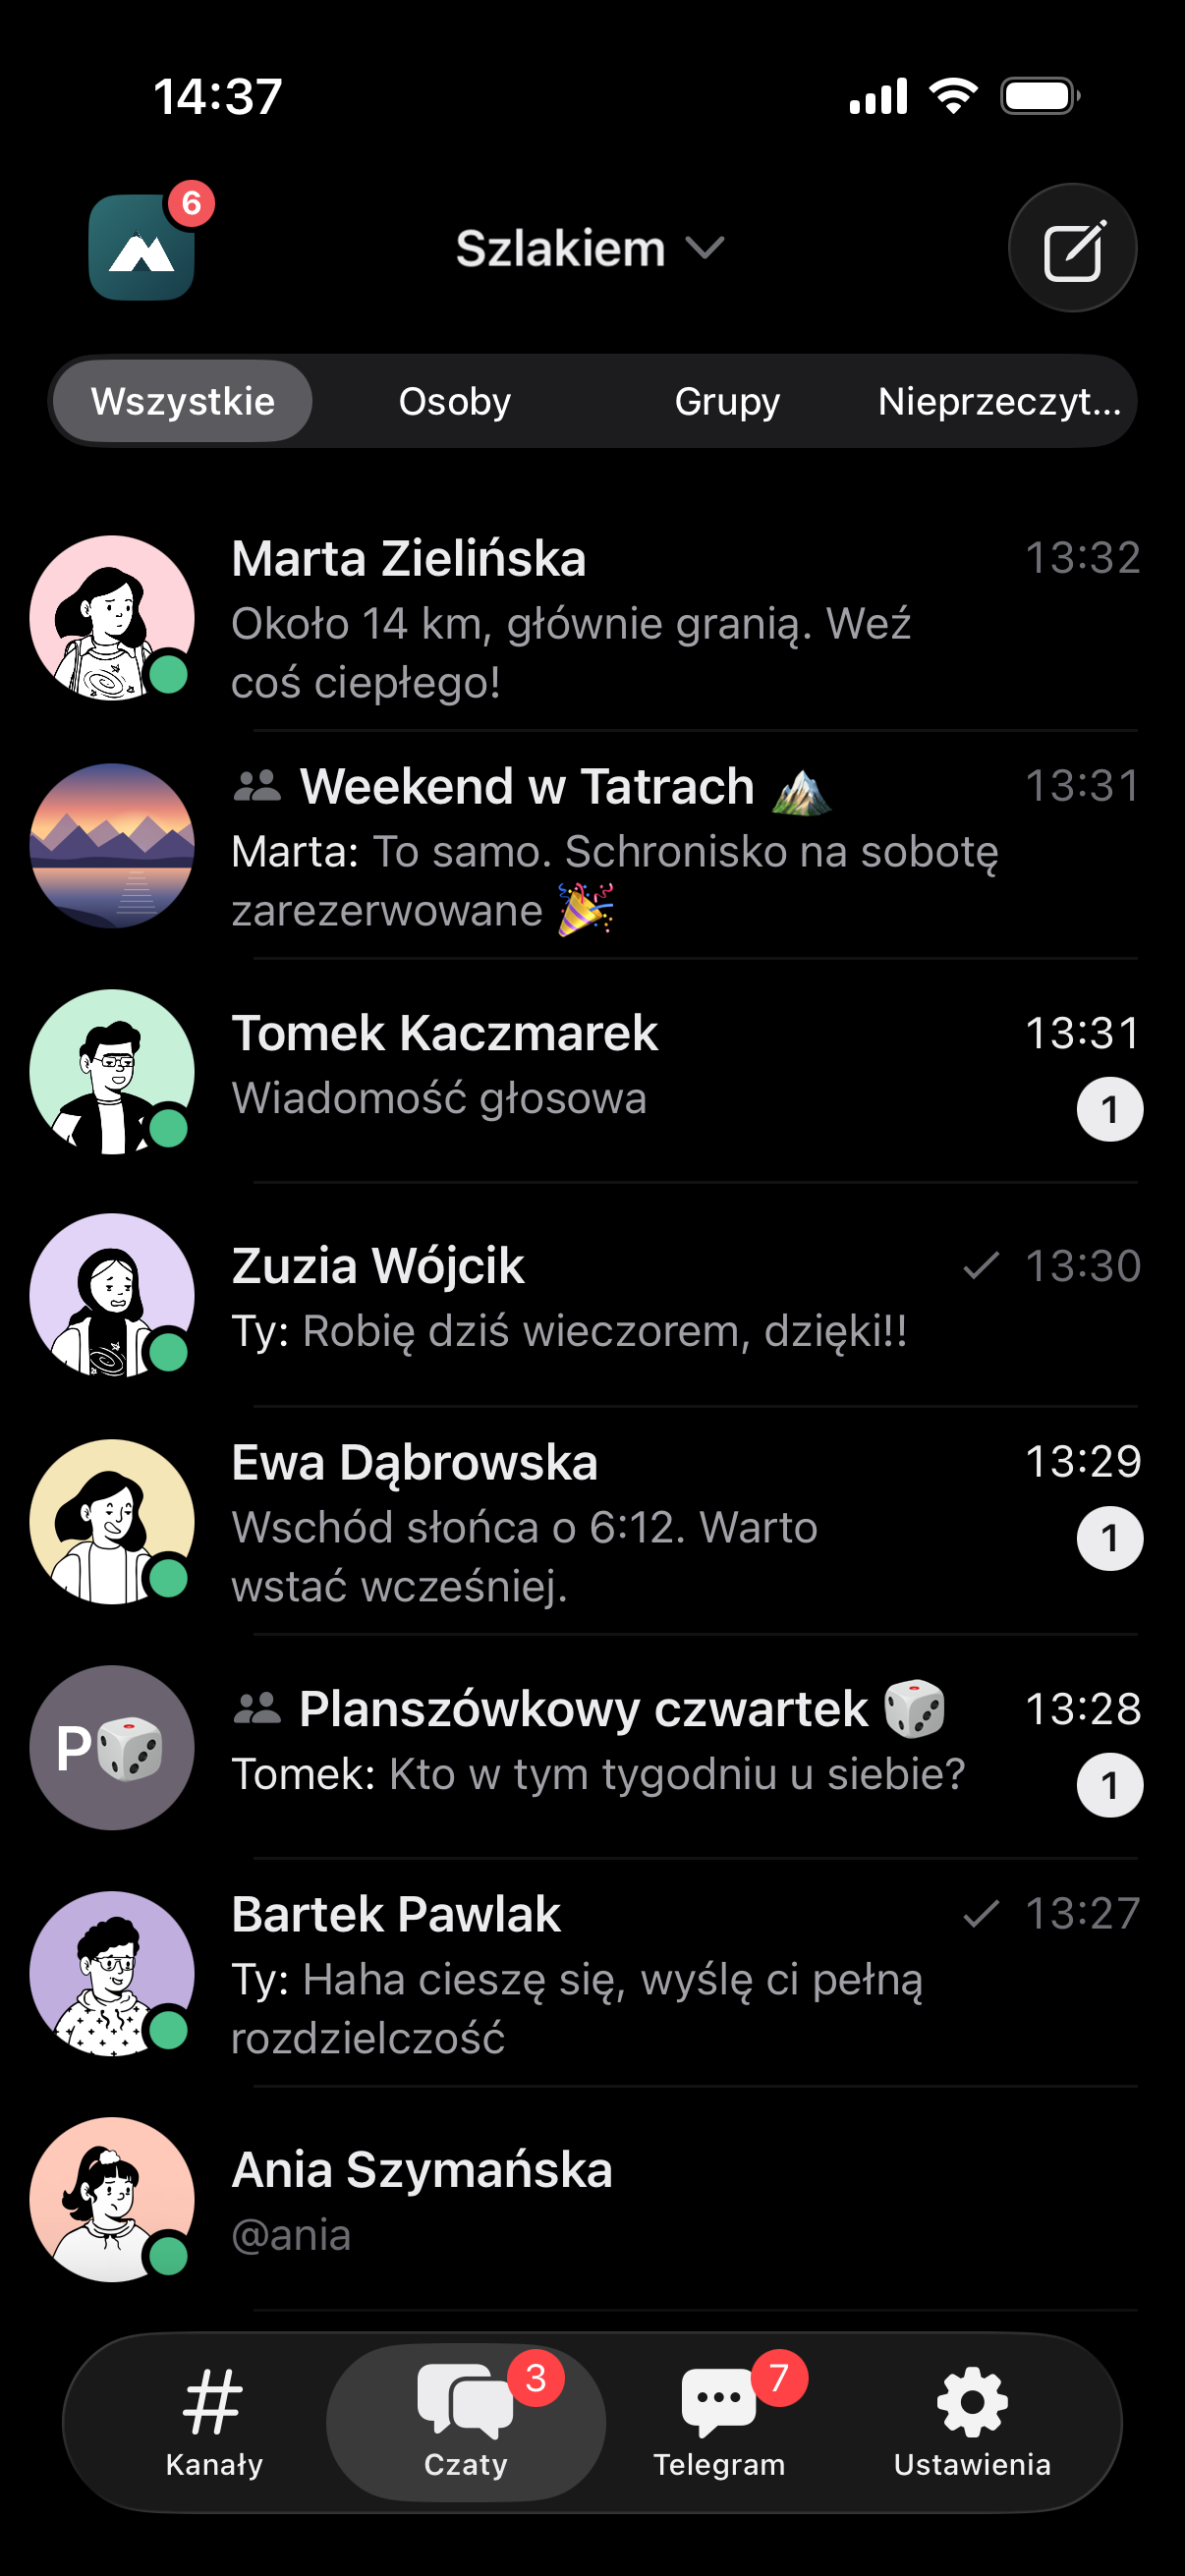 14:37
6
Szlakiem
Wszystkie Osoby Grupy Nieprzeczyt...
Marta Zielińska 13:32
Około 14 km, głównie granią. Weź
coś ciepłego!
Weekend w Tatrach 🏔️ 13:31
Marta: To samo. Schronisko na sobotę
zarezerwowane 🎉
Tomek Kaczmarek 13:31
Wiadomość głosowa 1
Zuzia Wójcik 13:30
Ty: Robię dziś wieczorem, dzięki!!
Ewa Dąbrowska 13:29
Wschód słońca o 6:12. Warto 1
wstać wcześniej.
P🎲
Planszówkowy czwartek 🎲 13:28
Tomek: Kto w tym tygodniu u siebie? 1
Bartek Pawlak 13:27
Ty: Haha cieszę się, wyślę ci pełną
rozdzielczość
Ania Szymańska
@ania
3 7
Kanały Czaty Telegram Ustawienia